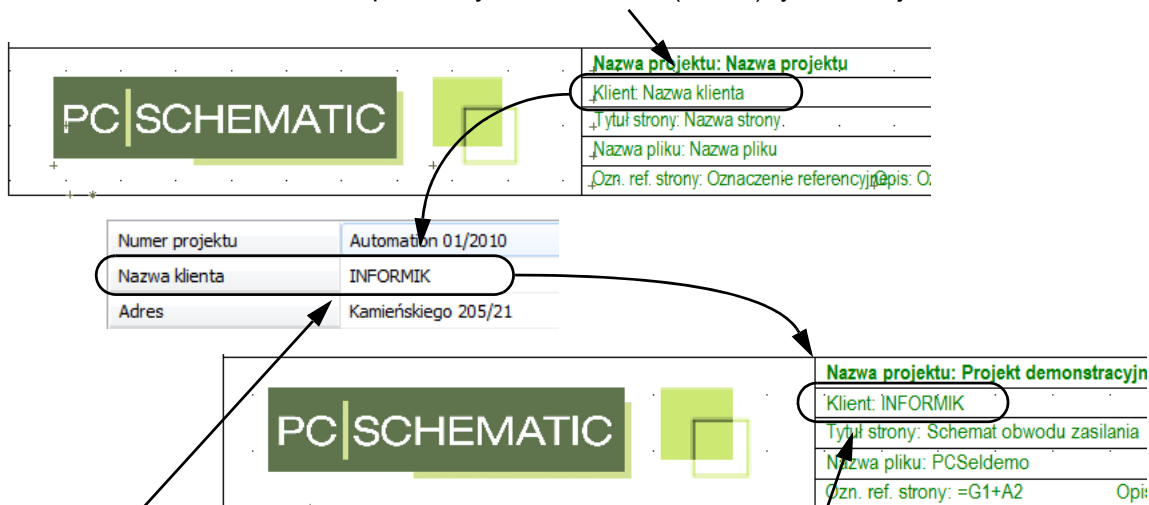 Nazwa projektu: Nazwa projektu
PC SCHEMATIC
Klient: Nazwa klienta
Tytuł strony: Nazwa strony
Nazwa pliku: Nazwa pliku
Ozn. ref. strony: Oznaczenie referencyjne Opis:
Numer projektu Automation 01/2010
Nazwa klienta INFORMIK
Adres Kamieńskiego 205/21
Nazwa projektu: Projekt demonstracyjn
PC SCHEMATIC
Klient: INFORMIK
Tytuł strony: Schemat obwodu zasilania
Nazwa pliku: PCSeldemo
Ozn. ref. strony: =G1+A2 Opis